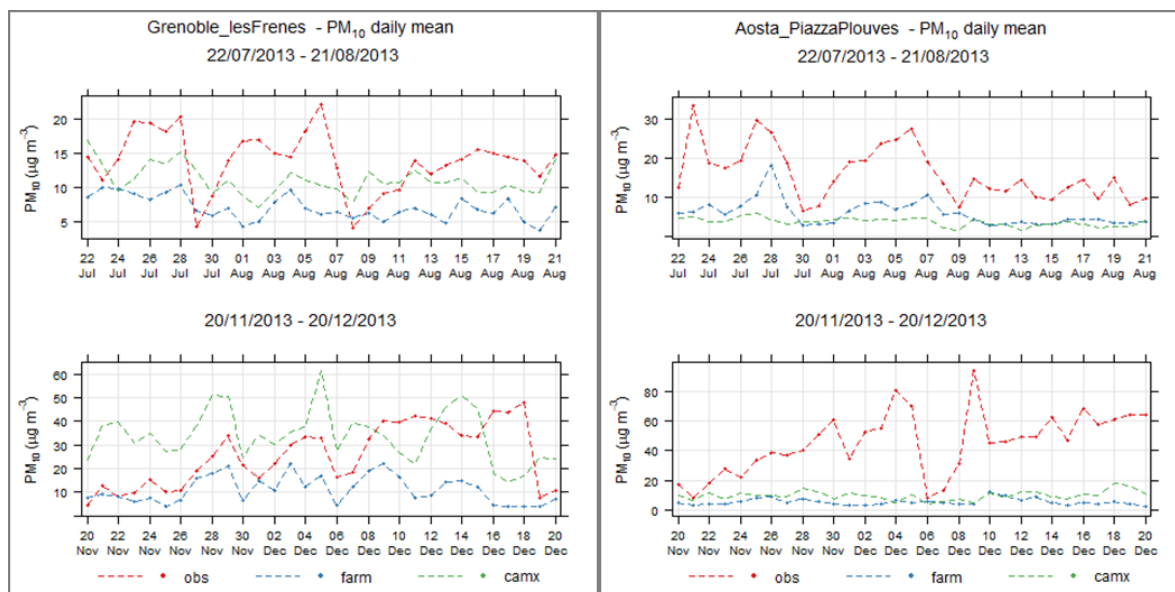 Grenoble_lesFrenes - PM10 daily mean
22/07/2013 - 21/08/2013
PM10 (µg m−3)
20
15
10
5
22 24 26 28 30 01 03 05 07 09 11 13 15 17 19 21
Jul Jul Jul Jul Jul Aug Aug Aug Aug Aug Aug Aug Aug Aug Aug Aug
20/11/2013 - 20/12/2013
PM10 (µg m−3)
60
50
40
30
20
10
20 22 24 26 28 30 02 04 06 08 10 12 14 16 18 20
Nov Nov Nov Nov Nov Nov Dec Dec Dec Dec Dec Dec Dec Dec Dec Dec
obs farm camx
Aosta_PiazzaPlouves - PM10 daily mean
22/07/2013 - 21/08/2013
PM10 (µg m−3)
30
20
10
22 24 26 28 30 01 03 05 07 09 11 13 15 17 19 21
Jul Jul Jul Jul Jul Aug Aug Aug Aug Aug Aug Aug Aug Aug Aug Aug
20/11/2013 - 20/12/2013
PM10 (µg m−3)
80
60
40
20
0
20 22 24 26 28 30 02 04 06 08 10 12 14 16 18 20
Nov Nov Nov Nov Nov Nov Dec Dec Dec Dec Dec Dec Dec Dec Dec Dec
obs farm camx